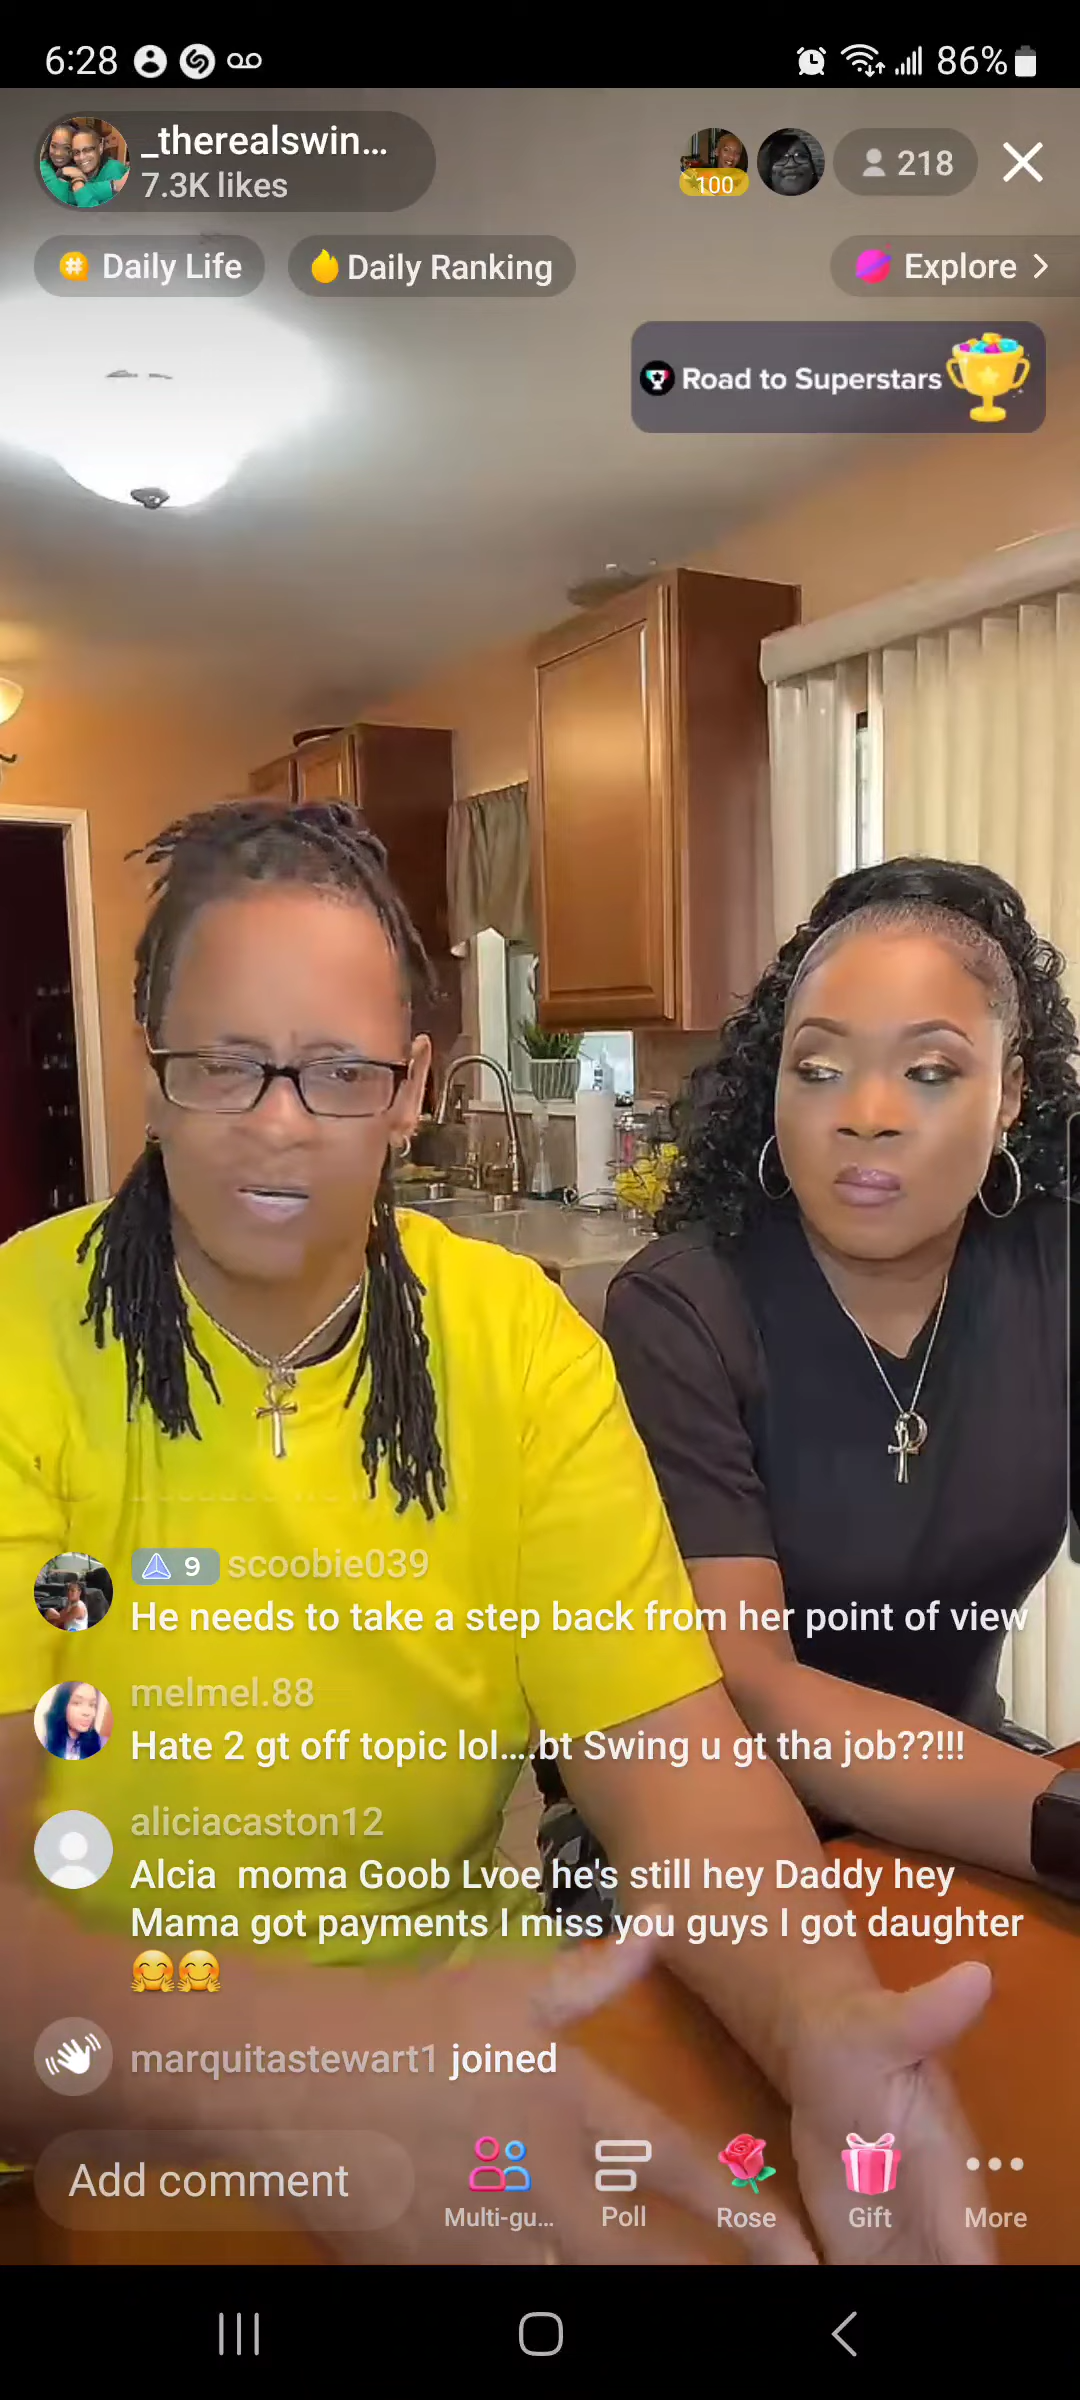 6:28
86%
_therealswin...
7.3K likes
100
218
Daily Life
Daily Ranking
Explore
Road to Superstars
9 scoobie039
He needs to take a step back from her point of view
melmel.88
Hate 2 gt off topic lol....bt Swing u gt tha job??!!!
aliciacaston12
Alcia moma Goob Lvoe he's still hey Daddy hey
Mama got payments I miss you guys I got daughter
🤗🤗
marquitastewart1 joined
Add comment
Multi-gu...
Poll
Rose
Gift
More